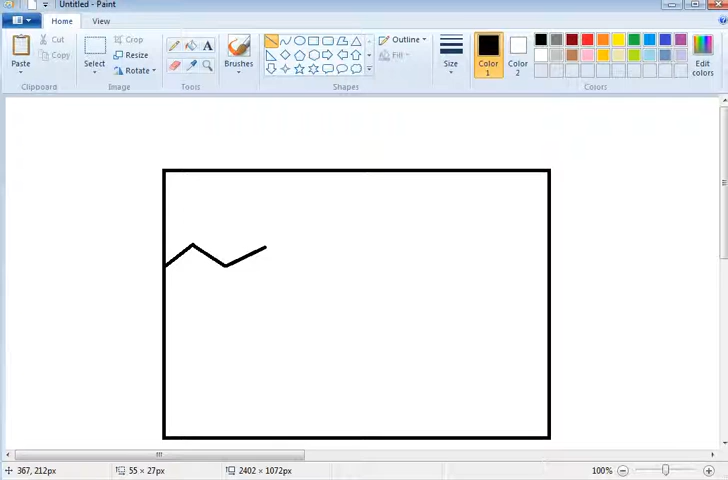 Untitled - Paint
Home View
Paste
Cut
Copy
Clipboard
Select
Crop
Resize
Rotate
Image
A
Tools
Brushes
Outline
Fill
Shapes
Size
Color 1
Color 2
Colors
Edit colors
367, 212px
55 × 27px
2402 × 1072px
100%